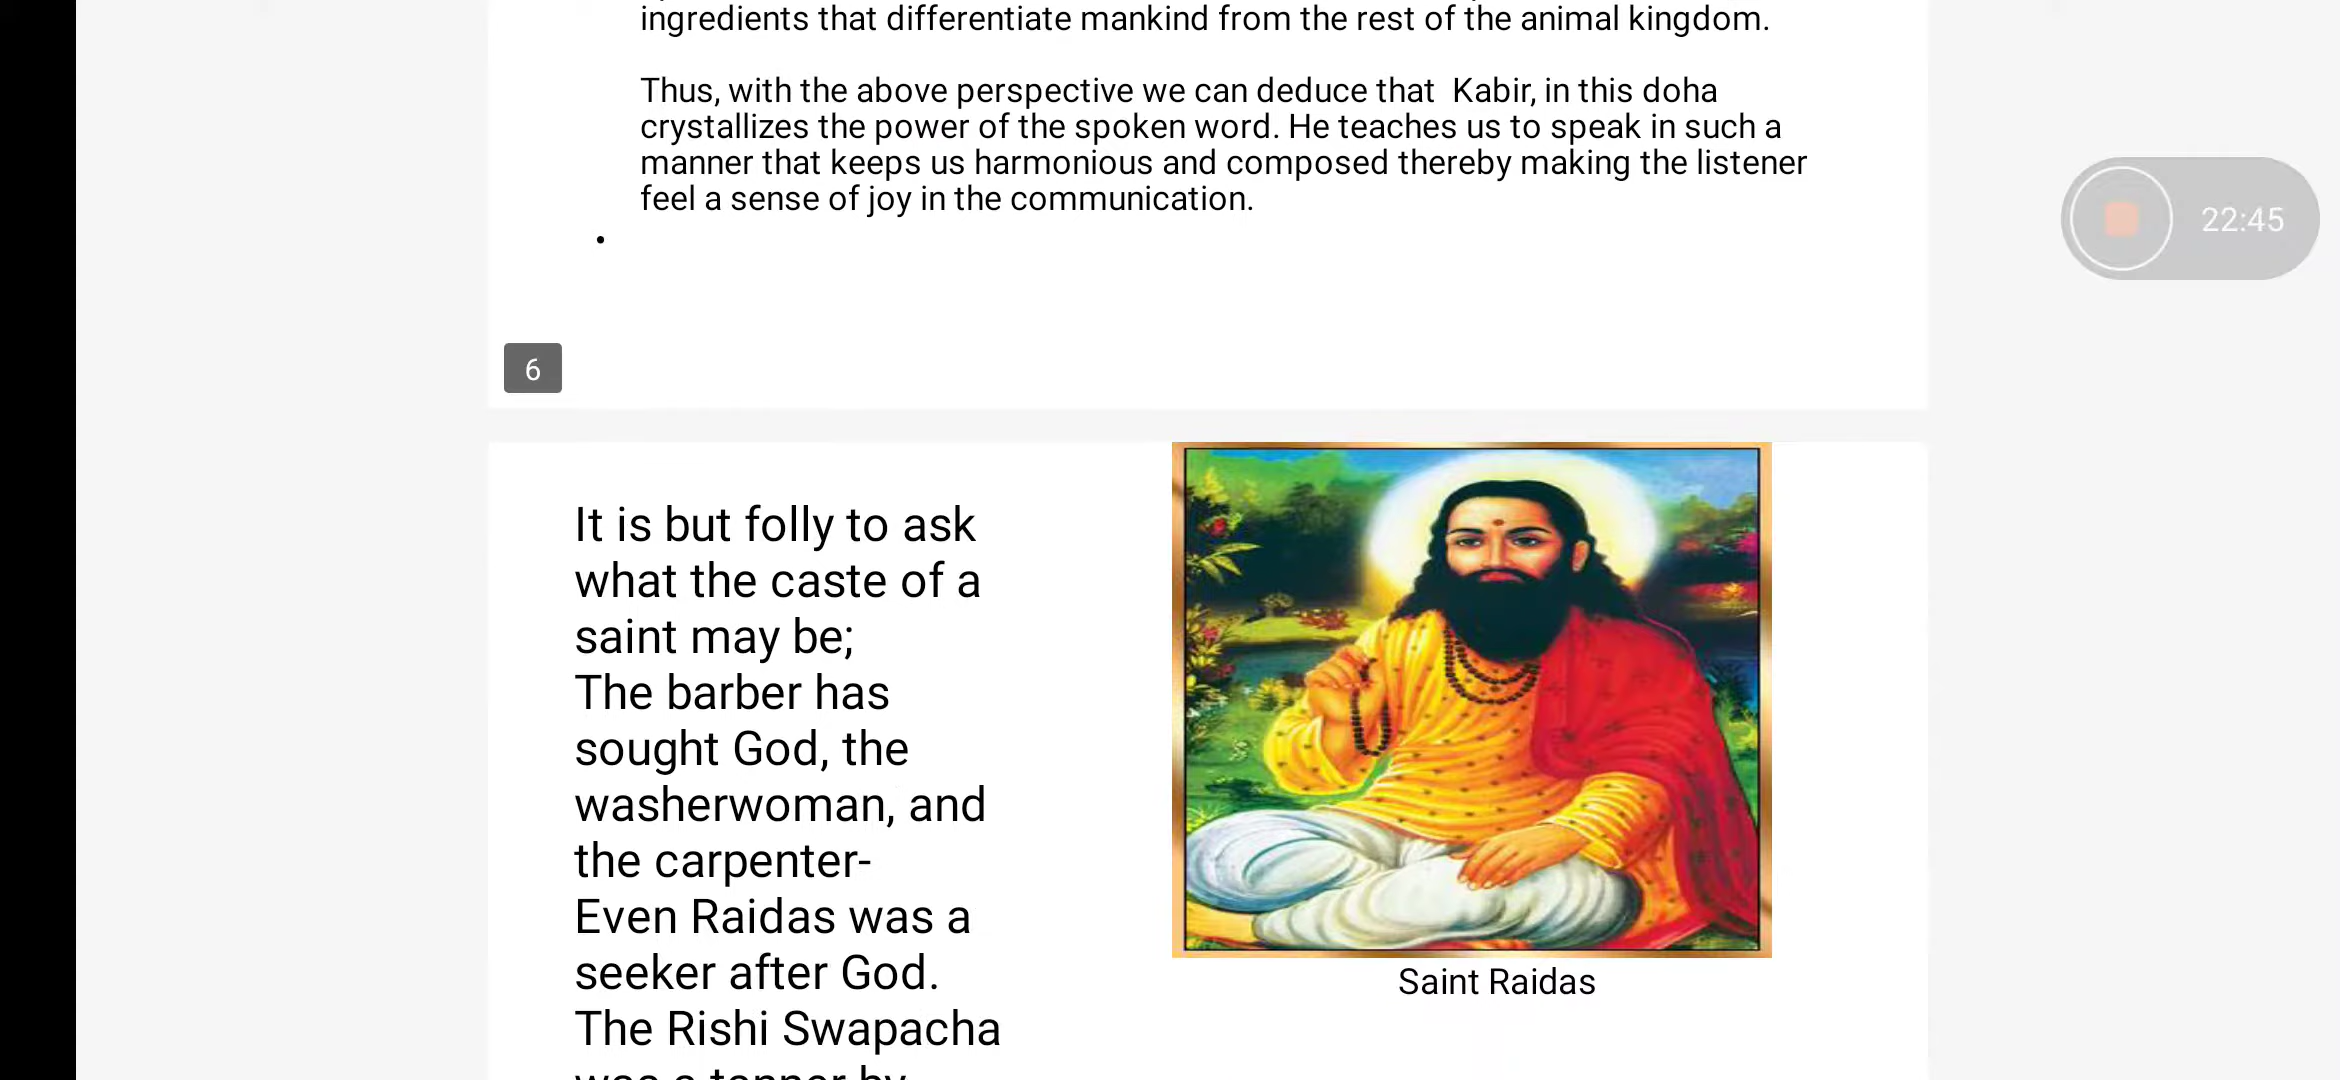 ingredients that differentiate mankind from the rest of the animal kingdom.
Thus, with the above perspective we can deduce that  Kabir, in this doha
crystallizes the power of the spoken word. He teaches us to speak in such a
manner that keeps us harmonious and composed thereby making the listener
feel a sense of joy in the communication.
•
22:45
6
It is but folly to ask
what the caste of a
saint may be;
The barber has
sought God, the
washerwoman, and
the carpenter-
Even Raidas was a
seeker after God.
The Rishi Swapacha
was a tanner by
Saint Raidas